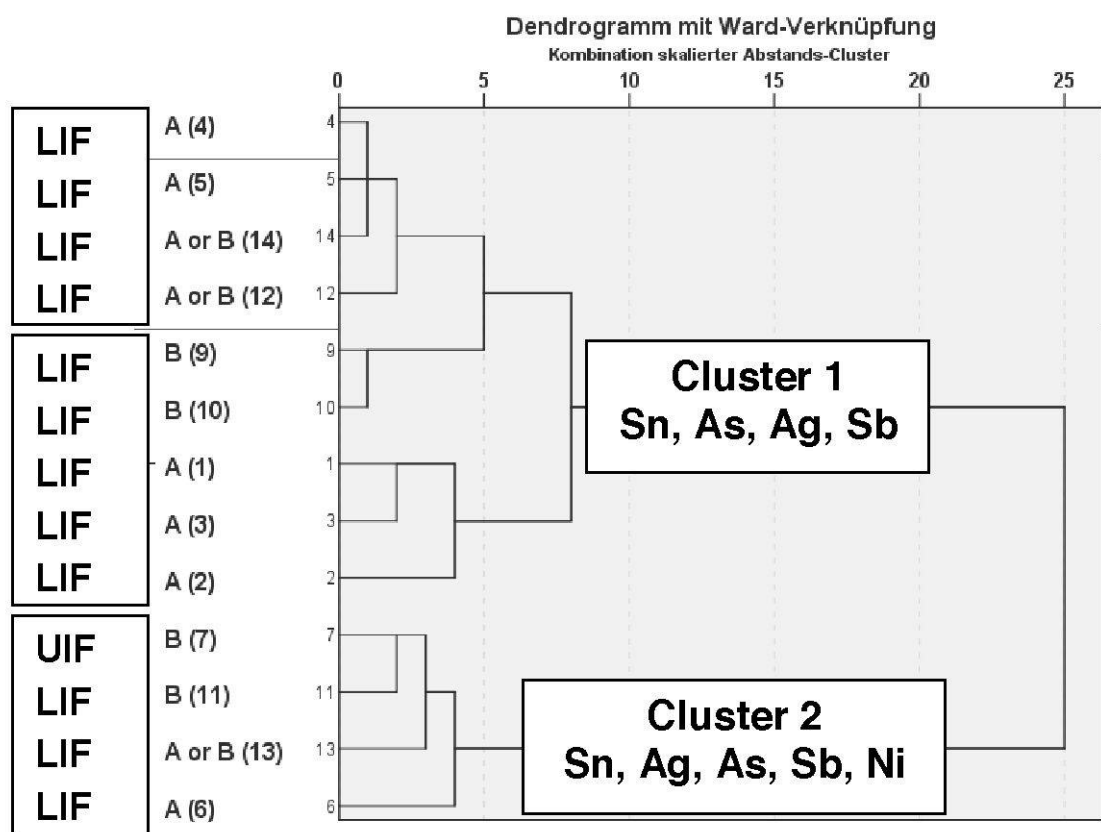 Dendrogramm mit Ward-Verknüpfung
Kombination skalierter Abstands-Cluster
0 5 10 15 20 25
LIF A (4) 4
LIF A (5) 5
LIF A or B (14) 14
LIF A or B (12) 12
LIF B (9) 9
LIF B (10) 10
LIF A (1) 1
LIF A (3) 3
LIF A (2) 2
UIF B (7) 7
LIF B (11) 11
LIF A or B (13) 13
LIF A (6) 6
Cluster 1
Sn, As, Ag, Sb
Cluster 2
Sn, Ag, As, Sb, Ni